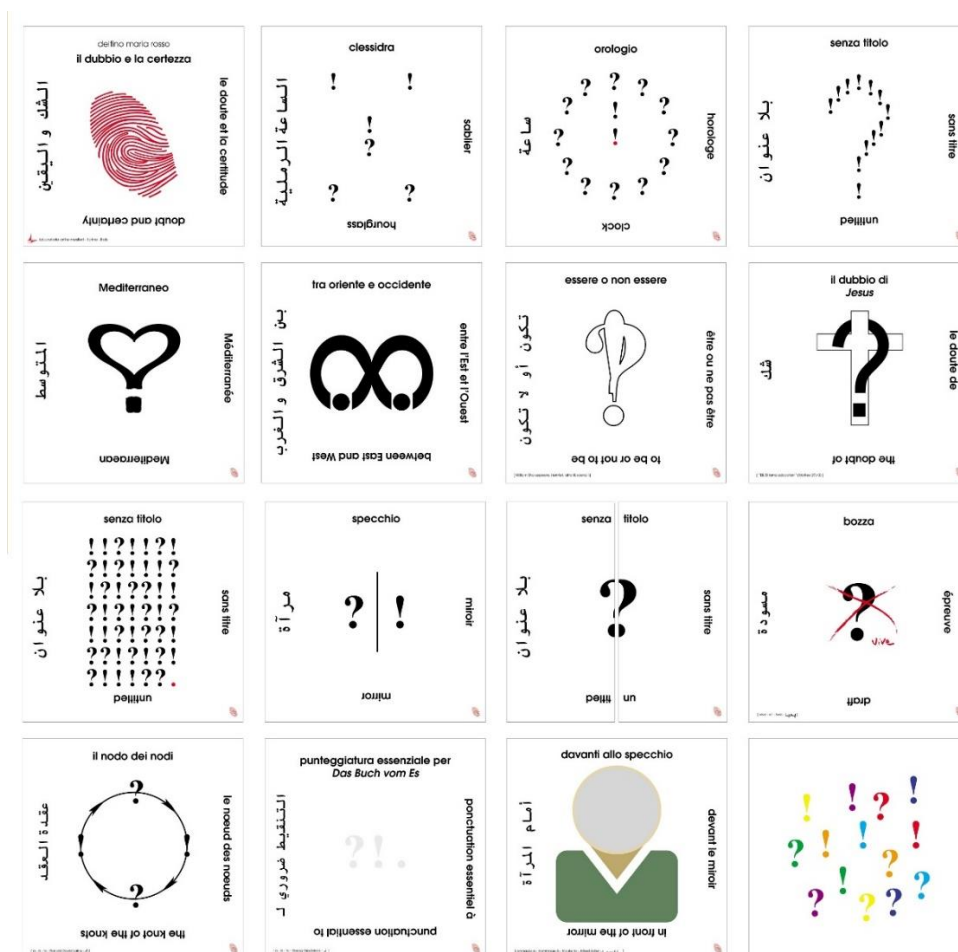 delfino maria rosso
il dubbio e la certezza
الشك و اليقين
le doute et la certitude
doubt and certainty
clessidra
الساعة الرملية
sablier
hourglass
orologio
ساعة
horologe
clock
senza titolo
بلا عنوان
sans titre
untitled
Mediterraneo
المتوسط
Méditerranée
Mediterraean
tra oriente e occidente
بن الشرق و الغرب
entre l'Est et l'Ouest
between East and West
essere o non essere
تكون أو لا تكون
être ou ne pas être
to be or not to be
il dubbio di
Jesus
شك
le doute de
the doubt of
senza titolo
بلا عنوان
sans titre
untitled
specchio
مرآة
? | !
miroir
mirror
senza titolo
بلا عنوان
?
sans titre
un titled
bozza
مسودة
?
vive
épreuve
draft
il nodo dei nodi
عقدة العقد
le nœud des nœuds
the knot of the knots
punteggiatura essenziale per
Das Buch vom Es
التنقيط ضروري لـ
?!.
ponctuation essentiel à
punctuation essential to
davanti allo specchio
أمام المرآة
devant le miroir
in front of the mirror